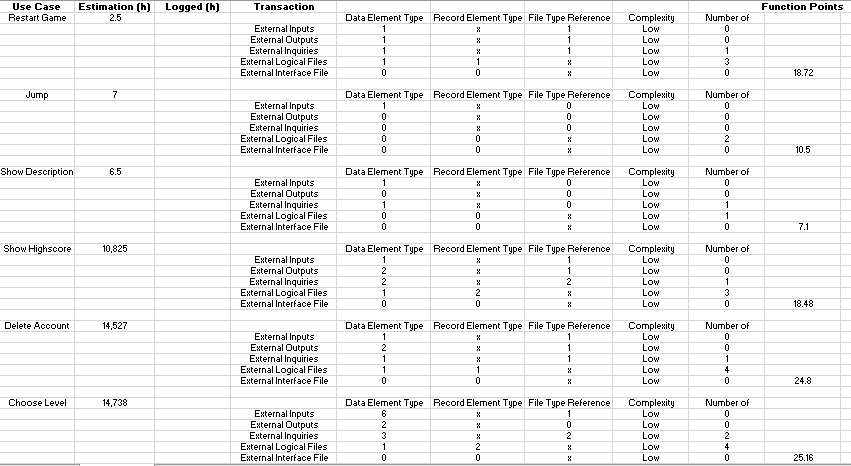 Use Case Estimation (h) Logged (h) Transaction Function Points
Restart Game 2.5 Data Element Type Record Element Type File Type Reference Complexity Number of
External Inputs 1 x 1 Low 0
External Outputs 1 x 1 Low 0
External Inquiries 1 x 1 Low 1
External Logical Files 1 1 x Low 3
External Interface File 0 0 x Low 0 18.72
Jump 7 Data Element Type Record Element Type File Type Reference Complexity Number of
External Inputs 1 x 0 Low 0
External Outputs 0 x 0 Low 0
External Inquiries 0 x 0 Low 0
External Logical Files 0 0 x Low 2
External Interface File 0 0 x Low 0 10.5
Show Description 6.5 Data Element Type Record Element Type File Type Reference Complexity Number of
External Inputs 1 x 0 Low 0
External Outputs 0 x 0 Low 0
External Inquiries 1 x 0 Low 1
External Logical Files 0 0 x Low 1
External Interface File 0 0 x Low 0 7.1
Show Highscore 10,825 Data Element Type Record Element Type File Type Reference Complexity Number of
External Inputs 1 x 1 Low 0
External Outputs 2 x 1 Low 0
External Inquiries 2 x 2 Low 1
External Logical Files 1 2 x Low 3
External Interface File 0 0 x Low 0 18.48
Delete Account 14,527 Data Element Type Record Element Type File Type Reference Complexity Number of
External Inputs 1 x 1 Low 0
External Outputs 2 x 1 Low 0
External Inquiries 1 x 1 Low 1
External Logical Files 1 1 x Low 4
External Interface File 0 0 x Low 0 24.8
Choose Level 14,738 Data Element Type Record Element Type File Type Reference Complexity Number of
External Inputs 6 x 1 Low 0
External Outputs 2 x 0 Low 0
External Inquiries 3 x 2 Low 2
External Logical Files 1 2 x Low 4
External Interface File 0 0 x Low 0 25.16